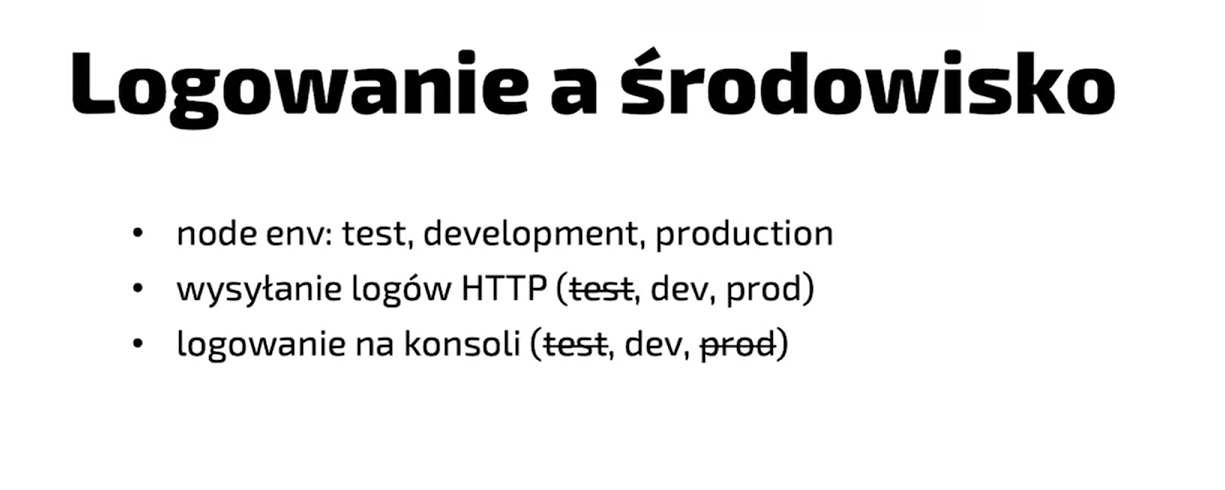 Logowanie a środowisko
• node env: test, development, production
• wysyłanie logów HTTP (test, dev, prod)
• logowanie na konsoli (test, dev, prod)